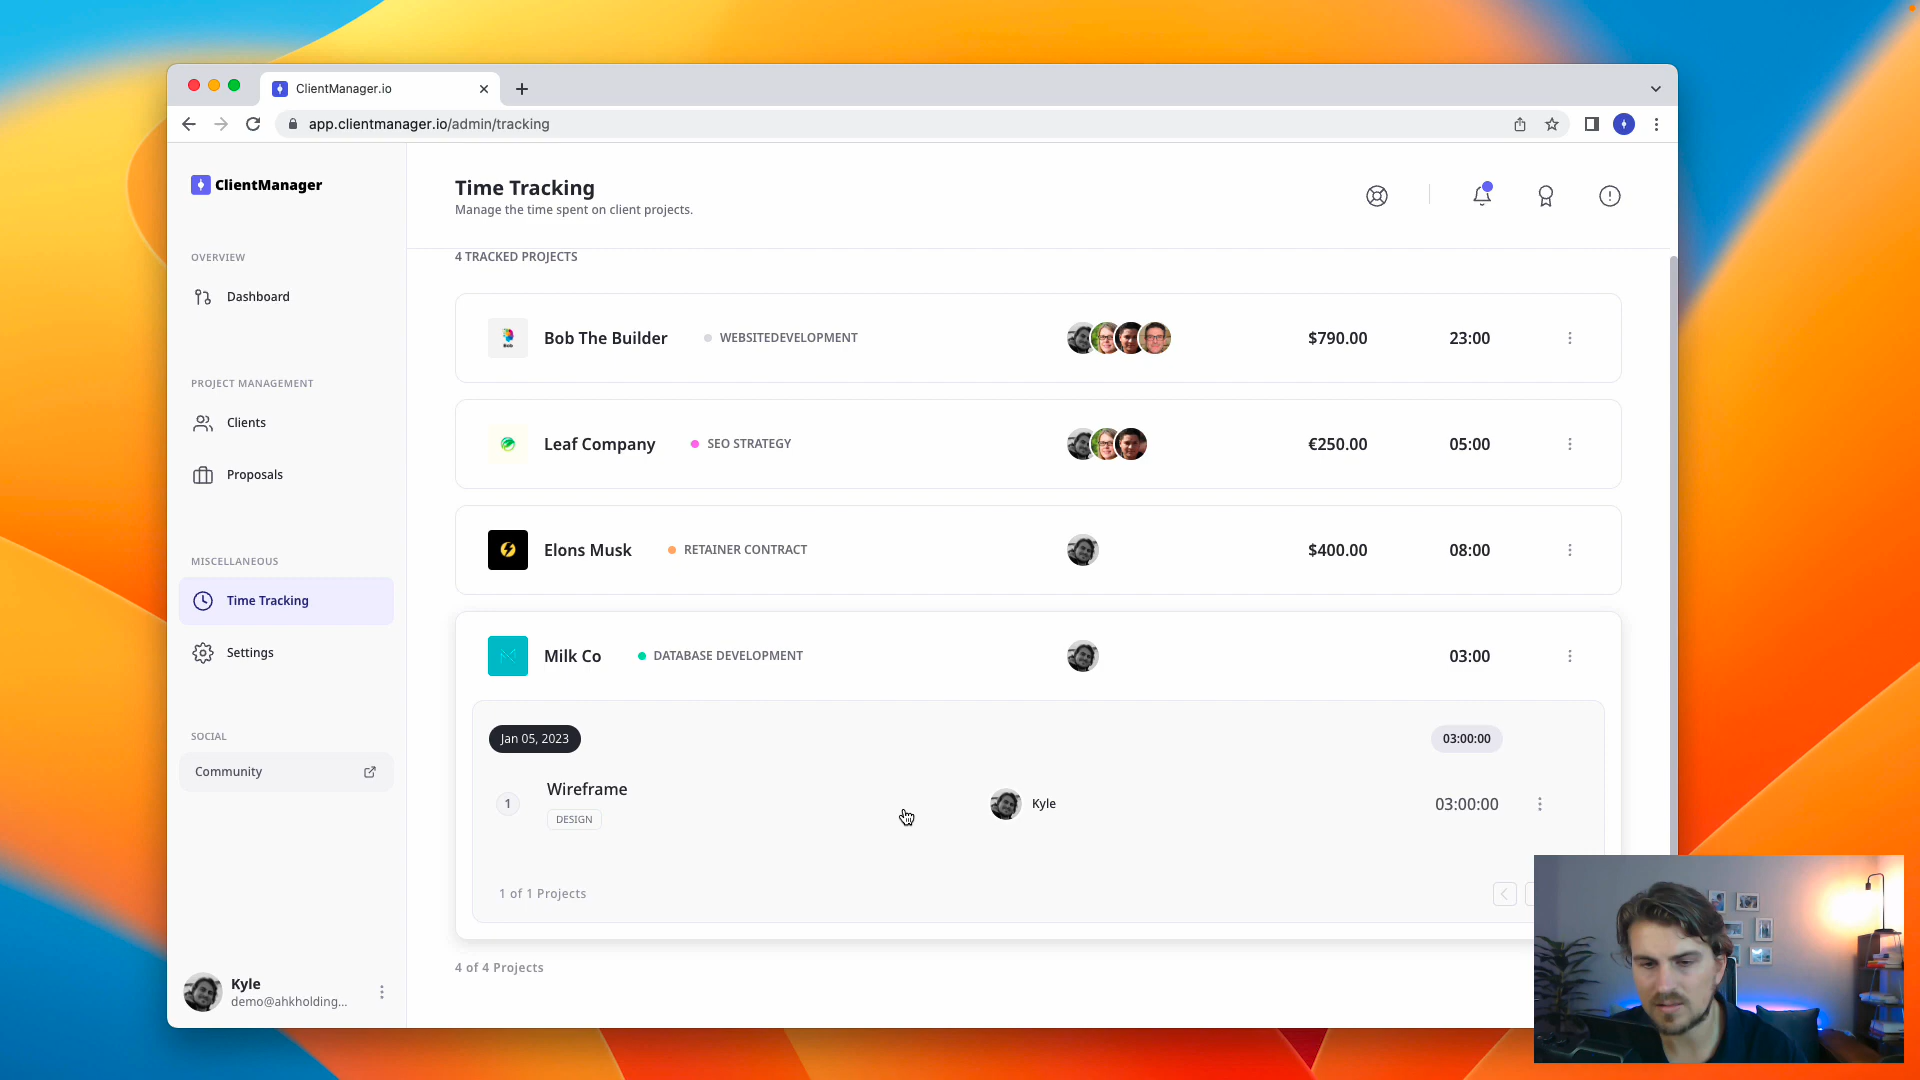 ClientManager.io
app.clientmanager.io/admin/tracking
ClientManager
OVERVIEW
Dashboard
PROJECT MANAGEMENT
Clients
Proposals
MISCELLANEOUS
Time Tracking
Settings
SOCIAL
Community
Kyle
demo@ahkholding...
Time Tracking
Manage the time spent on client projects.
4 TRACKED PROJECTS
Bob
Bob The Builder WEBSITEDEVELOPMENT $790.00 23:00
Leaf Company SEO STRATEGY €250.00 05:00
Elons Musk RETAINER CONTRACT $400.00 08:00
Milk Co DATABASE DEVELOPMENT 03:00
Jan 05, 2023 03:00:00
1 Wireframe Kyle 03:00:00
DESIGN
1 of 1 Projects
4 of 4 Projects